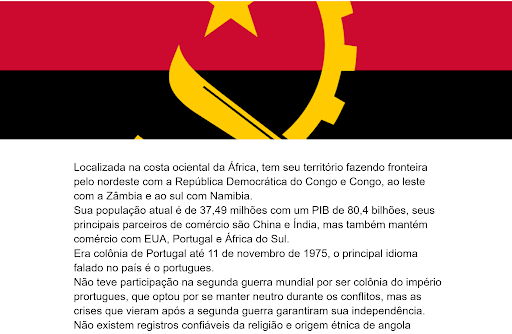 Localizada na costa ociental da África, tem seu território fazendo fronteira
pelo nordeste com a República Democrática do Congo e Congo, ao leste
com a Zâmbia e ao sul com Namíbia.
Sua população atual é de 37,49 milhões com um PIB de 80,4 bilhões, seus
principais parceiros de comércio são China e Índia, mas também mantém
comércio com EUA, Portugal e África do Sul.
Era colônia de Portugal até 11 de novembro de 1975, o principal idioma
falado no país é o portugues.
Não teve participação na segunda guerra mundial por ser colônia do império
prortugues, que optou por se manter neutro durante os conflitos, mas as
crises que vieram após a segunda guerra garantiram sua independência.
Não existem registros confiáveis da religião e origem étnica de angola